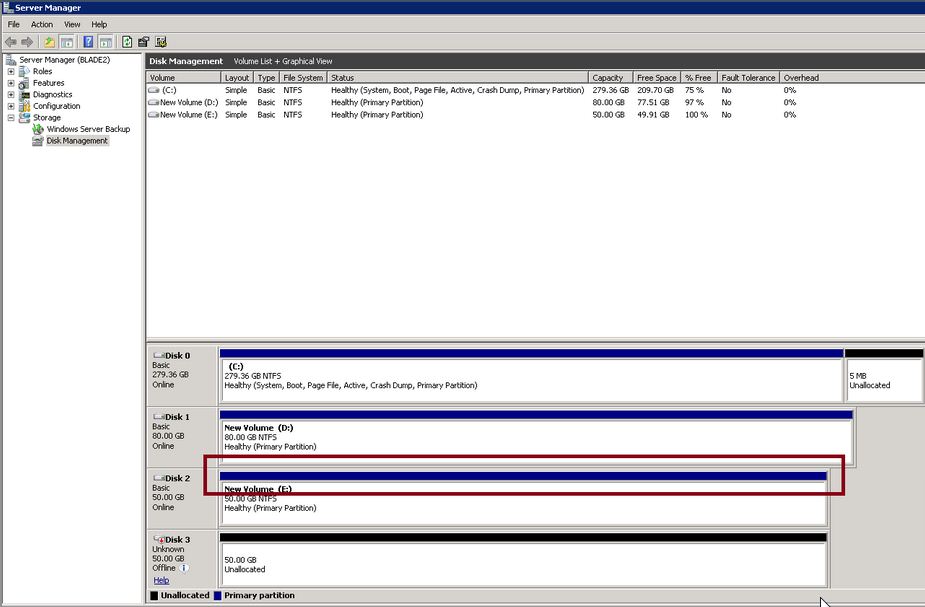 Server Manager
File Action View Help
Server Manager (BLADE2)
Roles
Features
Diagnostics
Configuration
Storage
Windows Server Backup
Disk Management
Disk Management Volume List + Graphical View
Volume Layout Type File System Status Capacity Free Space % Free Fault Tolerance Overhead
(C:) Simple Basic NTFS Healthy (System, Boot, Page File, Active, Crash Dump, Primary Partition) 279.36 GB 209.70 GB 75 % No 0%
New Volume (D:) Simple Basic NTFS Healthy (Primary Partition) 80.00 GB 77.51 GB 97 % No 0%
New Volume (E:) Simple Basic NTFS Healthy (Primary Partition) 50.00 GB 49.91 GB 100 % No 0%
Disk 0
Basic
279.36 GB
Online
(C:)
279.36 GB NTFS
Healthy (System, Boot, Page File, Active, Crash Dump, Primary Partition)
5 MB
Unallocated
Disk 1
Basic
80.00 GB
Online
New Volume (D:)
80.00 GB NTFS
Healthy (Primary Partition)
Disk 2
Basic
50.00 GB
Online
New Volume (E:)
50.00 GB NTFS
Healthy (Primary Partition)
Disk 3
Unknown
50.00 GB
Offline
Help
50.00 GB
Unallocated
Unallocated Primary partition